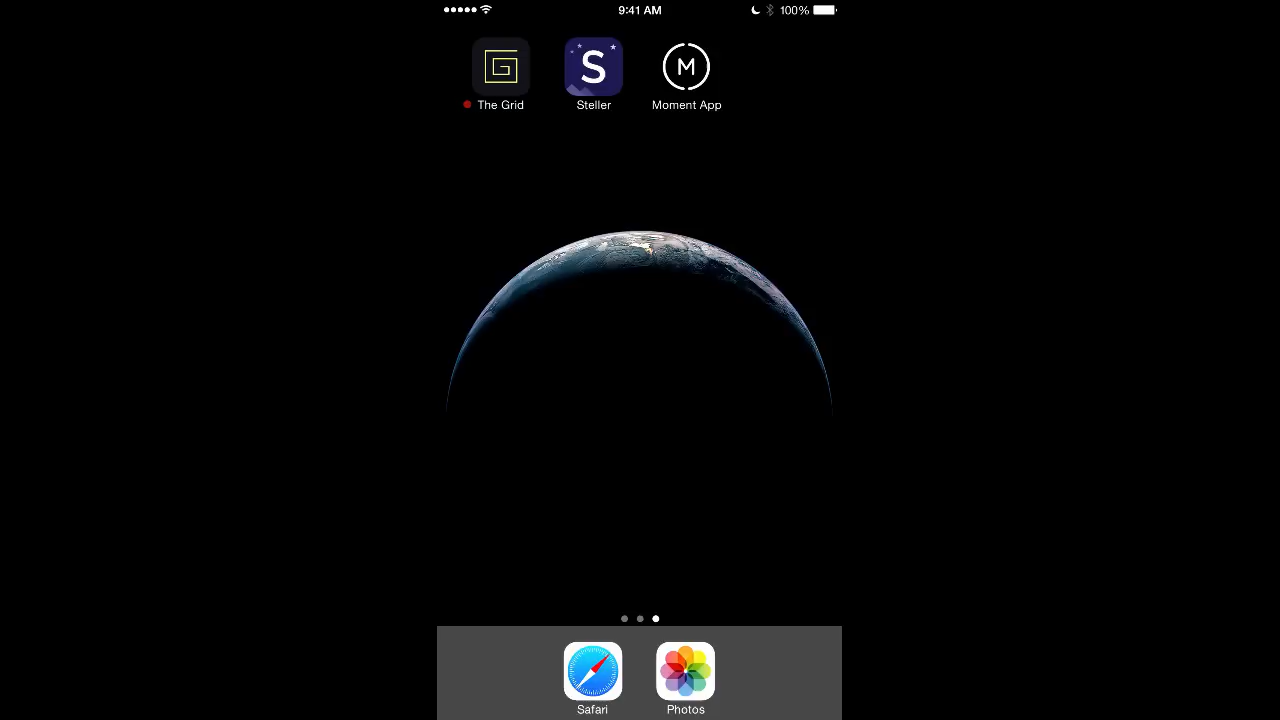 9:41 AM
100%
S
M
The Grid
Steller
Moment App
Safari
Photos